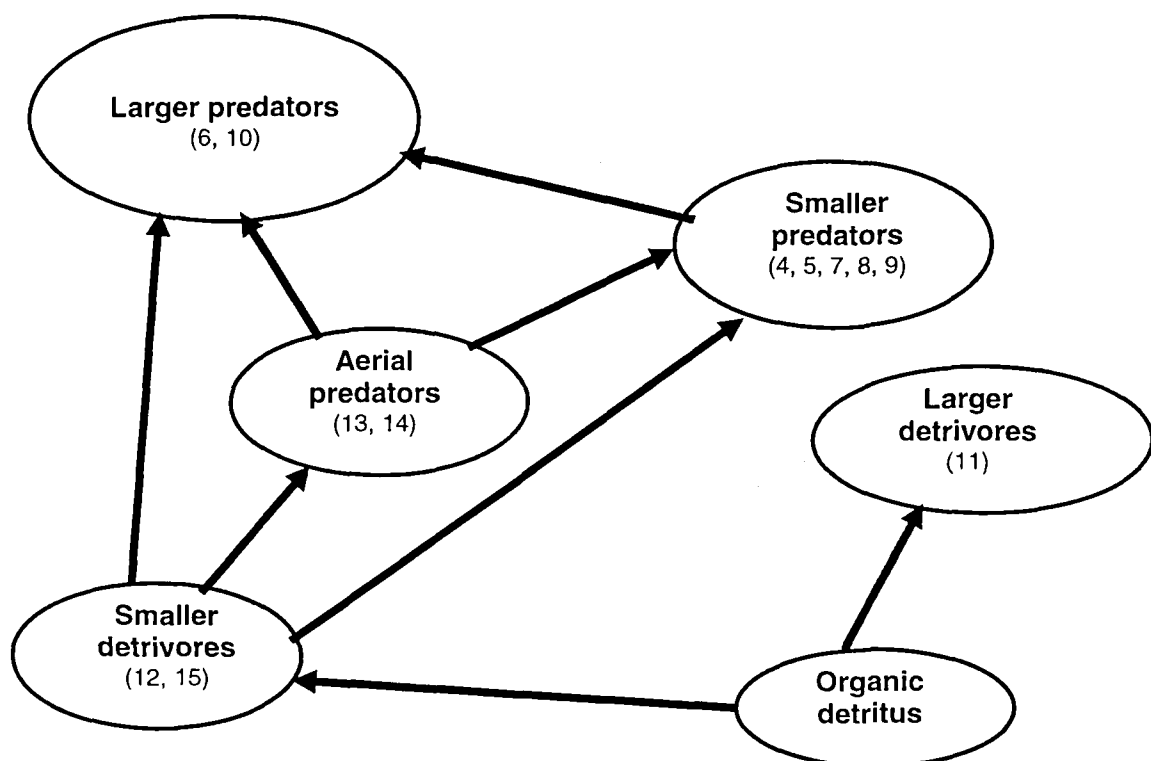 Larger predators
(6, 10)
Smaller
predators
(4, 5, 7, 8, 9)
Aerial
predators
(13, 14)
Larger
detrivores
(11)
Smaller
detrivores
(12, 15)
Organic
detritus